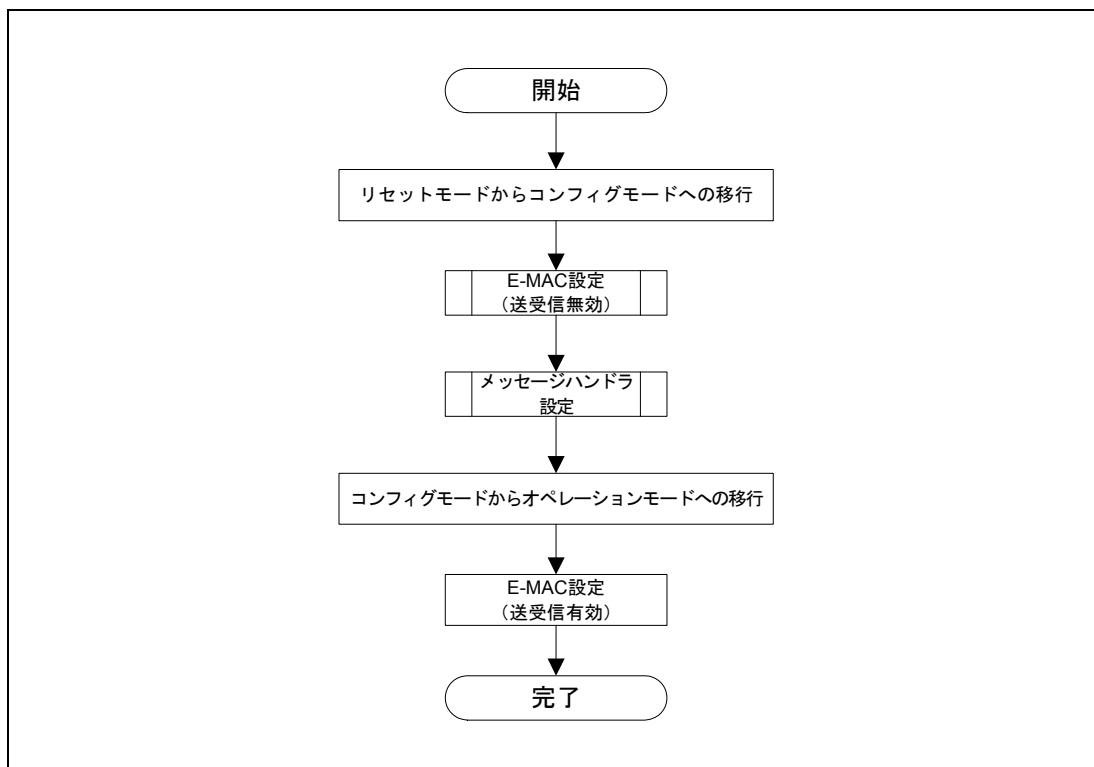 開始
リセットモードからコンフィグモードへの移行
E-MAC設定
（送受信無効）
メッセージハンドラ
設定
コンフィグモードからオペレーションモードへの移行
E-MAC設定
（送受信有効）
完了